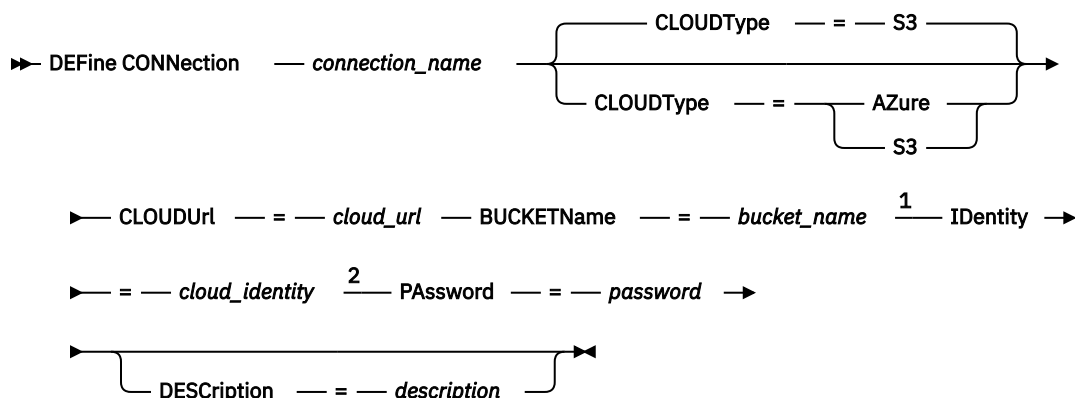 CLOUDType = S3
DEFine CONNection connection_name
CLOUDType = AZure
S3
CLOUDUrl = cloud_url BUCKETName = bucket_name 1 IDentity
= cloud_identity 2 PAssword = password
DESCription = description